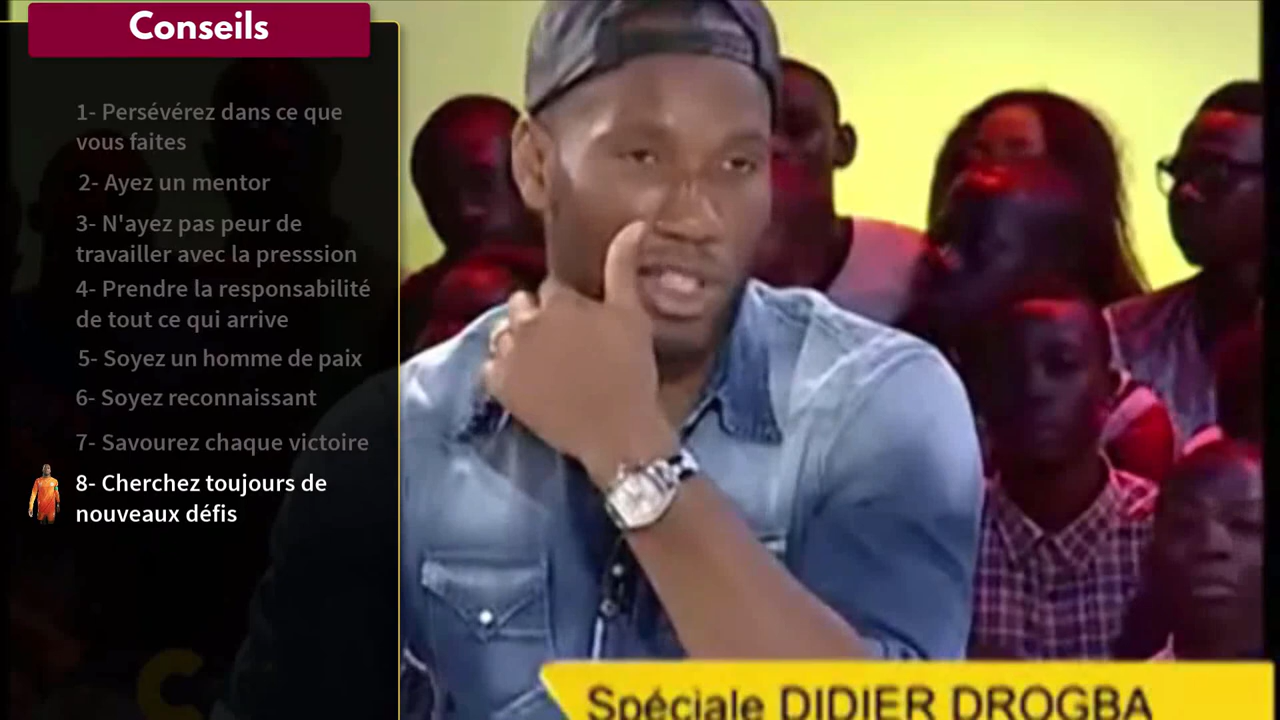 Conseils
1- Persévérez dans ce que
vous faites
2- Ayez un mentor
3- N'ayez pas peur de
travailler avec la presssion
4- Prendre la responsabilité
de tout ce qui arrive
5- Soyez un homme de paix
6- Soyez reconnaissant
7- Savourez chaque victoire
8- Cherchez toujours de
nouveaux défis
Spéciale DIDIER DROGBA